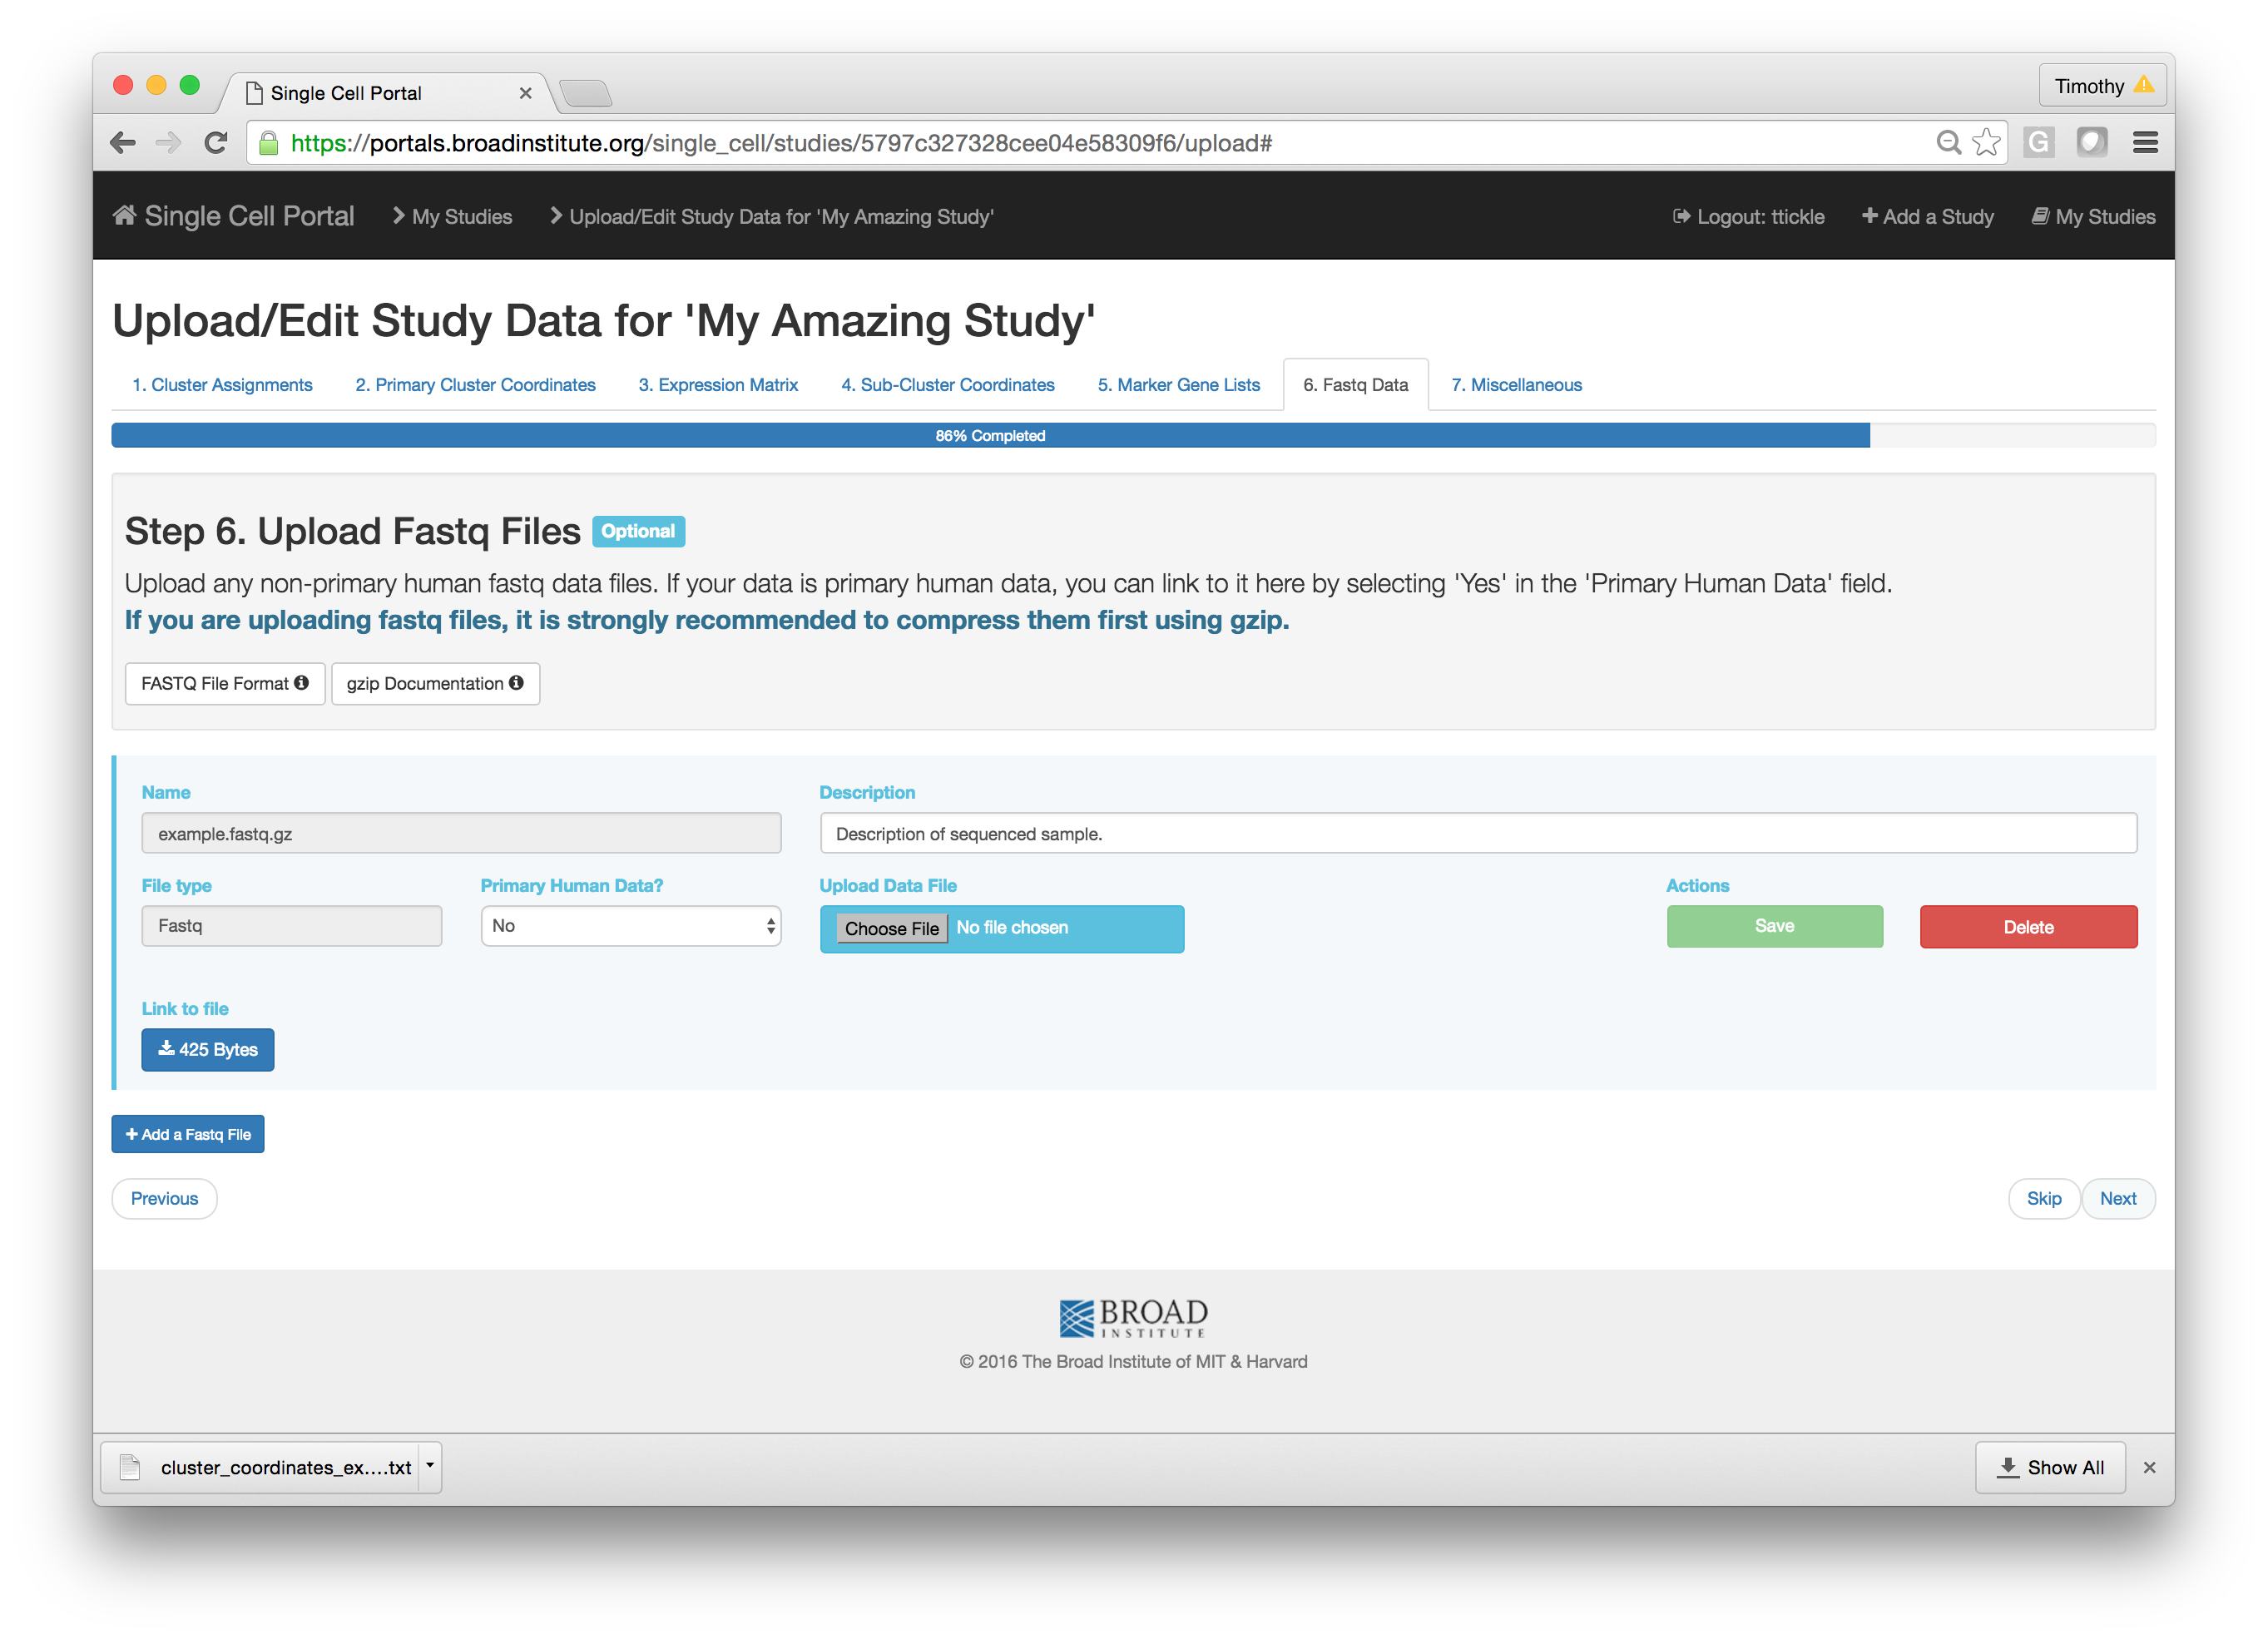 Single Cell Portal
Timothy
https://portals.broadinstitute.org/single_cell/studies/5797c327328cee04e58309f6/upload#
G
Single Cell Portal My Studies Upload/Edit Study Data for 'My Amazing Study' Logout: ttickle Add a Study My Studies
Upload/Edit Study Data for 'My Amazing Study'
1. Cluster Assignments 2. Primary Cluster Coordinates 3. Expression Matrix 4. Sub-Cluster Coordinates 5. Marker Gene Lists 6. Fastq Data 7. Miscellaneous
86% Completed
Step 6. Upload Fastq Files Optional
Upload any non-primary human fastq data files. If your data is primary human data, you can link to it here by selecting 'Yes' in the 'Primary Human Data' field.
If you are uploading fastq files, it is strongly recommended to compress them first using gzip.
FASTQ File Format gzip Documentation
Name Description
example.fastq.gz Description of sequenced sample.
File type Primary Human Data? Upload Data File Actions
Fastq No Choose File No file chosen Save Delete
Link to file
425 Bytes
Add a Fastq File
Previous Skip Next
BROAD
INSTITUTE
© 2016 The Broad Institute of MIT & Harvard
cluster_coordinates_ex....txt Show All